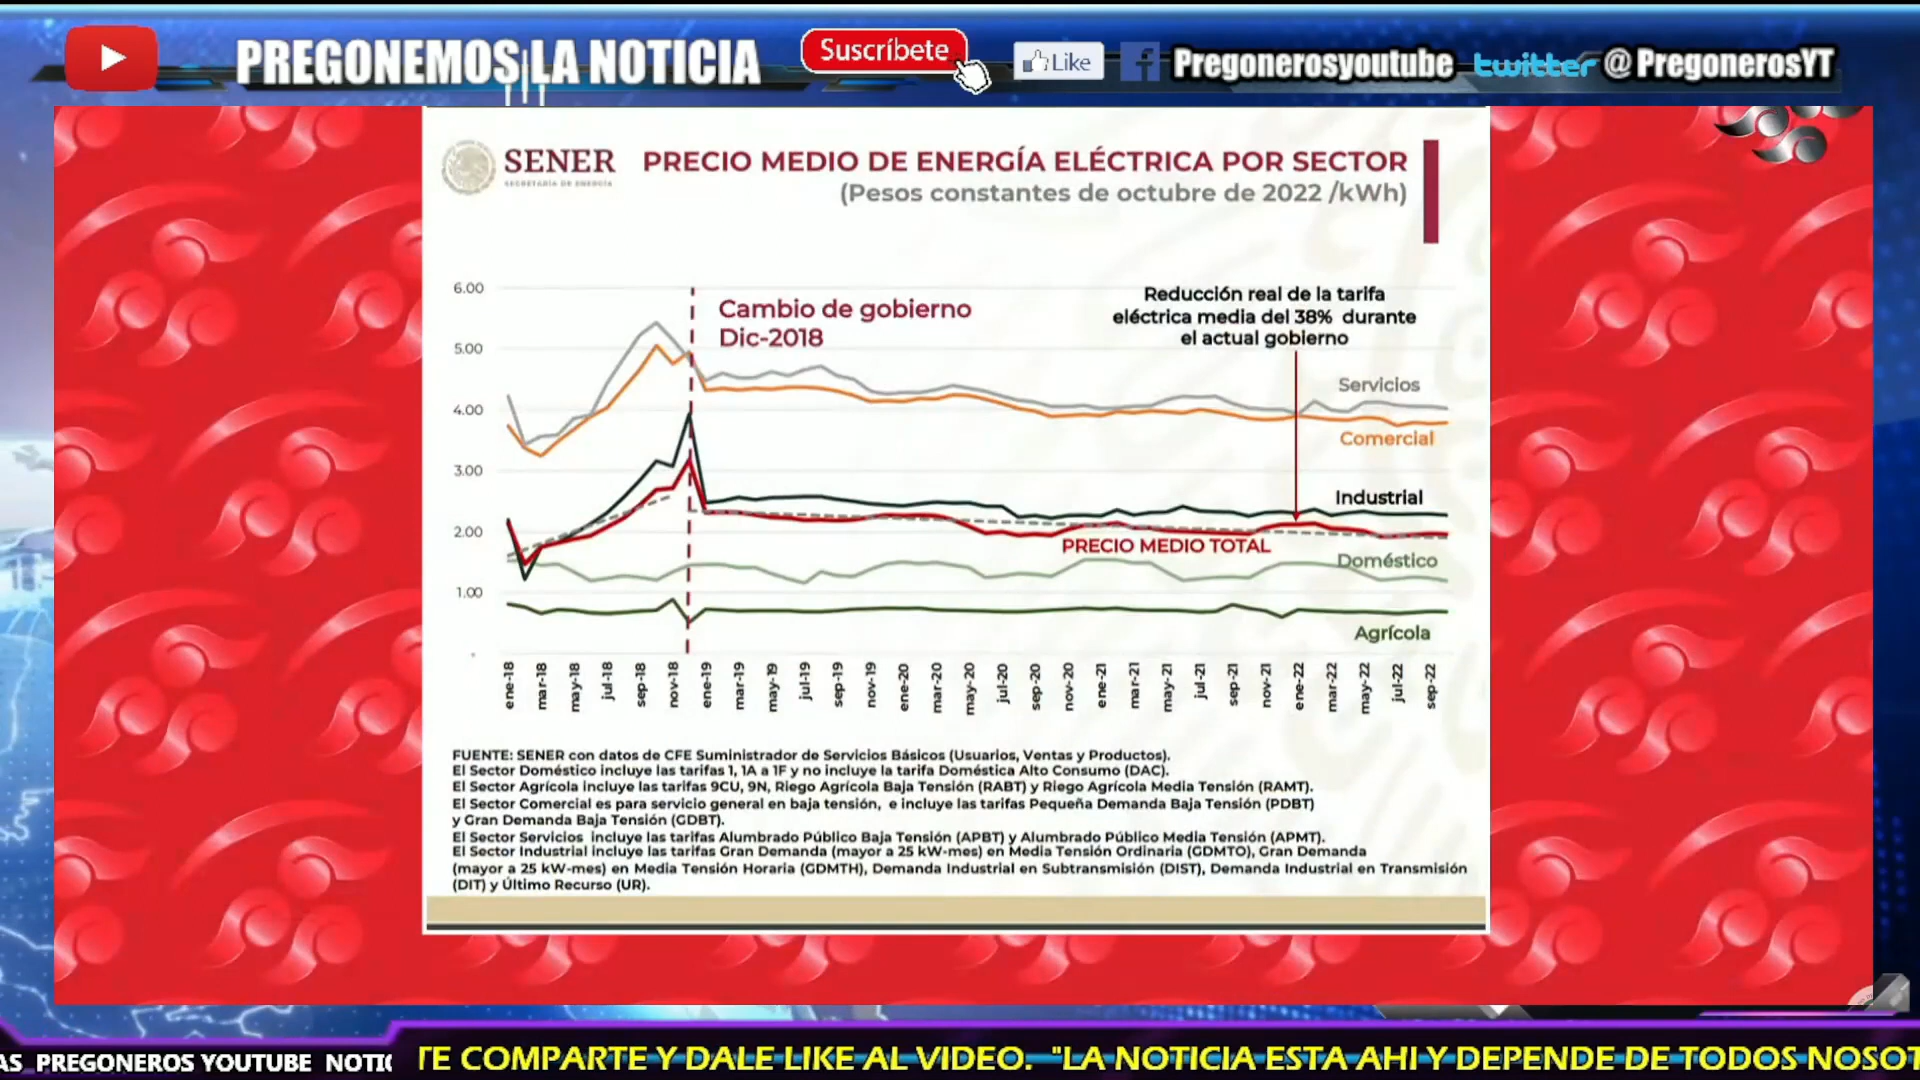 PREGONEMOS LA NOTICIA
Suscríbete
Like
Pregonerosyoutube
twitter @PregonerosYT
SENER
SECRETARÍA DE ENERGÍA
PRECIO MEDIO DE ENERGÍA ELÉCTRICA POR SECTOR
(Pesos constantes de octubre de 2022 /kWh)
Cambio de gobierno
Dic-2018
Reducción real de la tarifa
eléctrica media del 38% durante
el actual gobierno
6.00
5.00
4.00
3.00
2.00
1.00
Servicios
Comercial
Industrial
PRECIO MEDIO TOTAL
Doméstico
Agrícola
ene-18
mar-18
may-18
jul-18
sep-18
nov-18
ene-19
mar-19
may-19
jul-19
sep-19
nov-19
ene-20
mar-20
may-20
jul-20
sep-20
nov-20
ene-21
mar-21
may-21
jul-21
sep-21
nov-21
ene-22
mar-22
may-22
jul-22
sep-22
FUENTE: SENER con datos de CFE Suministrador de Servicios Básicos (Usuarios, Ventas y Productos).
El Sector Doméstico incluye las tarifas 1, 1A a 1F y no incluye la tarifa Doméstica Alto Consumo (DAC).
El Sector Agrícola incluye las tarifas 9CU, 9N, Riego Agrícola Baja Tensión (RABT) y Riego Agrícola Media Tensión (RAMT).
El Sector Comercial es para servicio general en baja tensión, e incluye las tarifas Pequeña Demanda Baja Tensión (PDBT)
y Gran Demanda Baja Tensión (GDBT).
El Sector Servicios incluye las tarifas Alumbrado Público Baja Tensión (APBT) y Alumbrado Público Media Tensión (APMT).
El Sector Industrial incluye las tarifas Gran Demanda (mayor a 25 kW-mes) en Media Tensión Ordinaria (GDMTO), Gran Demanda
(mayor a 25 kW-mes) en Media Tensión Horaria (GDMTH), Demanda Industrial en Subtransmisión (DIST), Demanda Industrial en Transmisión
(DIT) y Último Recurso (UR).
AS PREGONEROS YOUTUBE NOTIC
TE COMPARTE Y DALE LIKE AL VIDEO. "LA NOTICIA ESTA AHI Y DEPENDE DE TODOS NOSOT